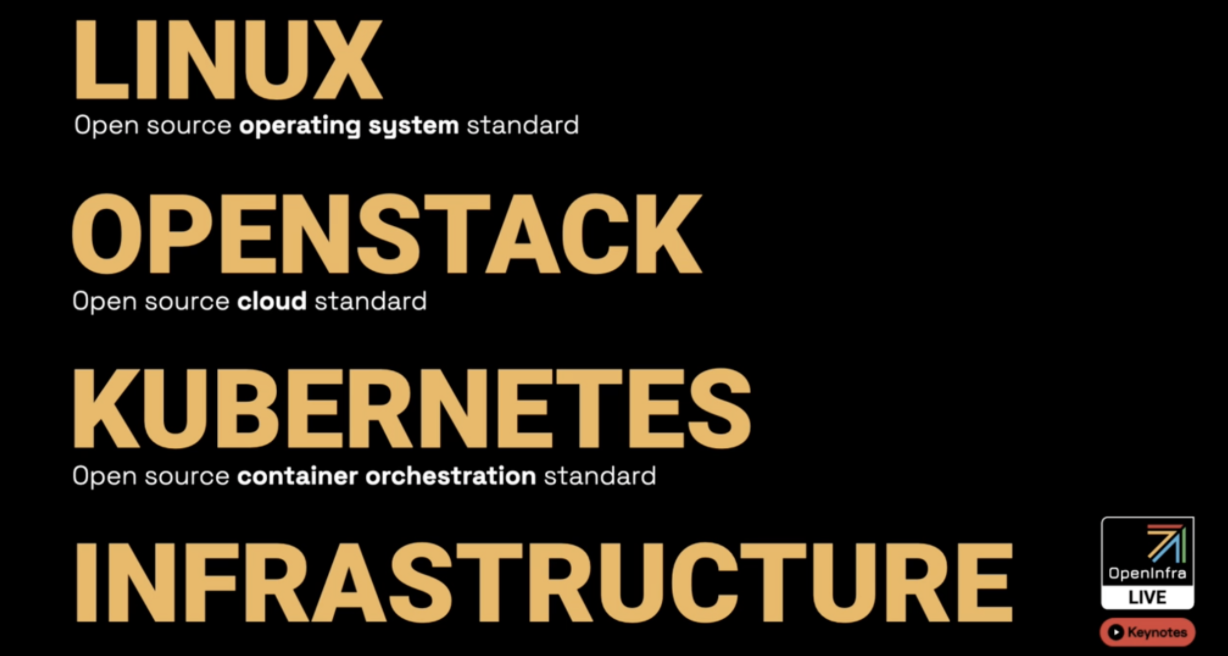 LINUX
Open source operating system standard
OPENSTACK
Open source cloud standard
KUBERNETES
Open source container orchestration standard
INFRASTRUCTURE
OpenInfra
LIVE
Keynotes